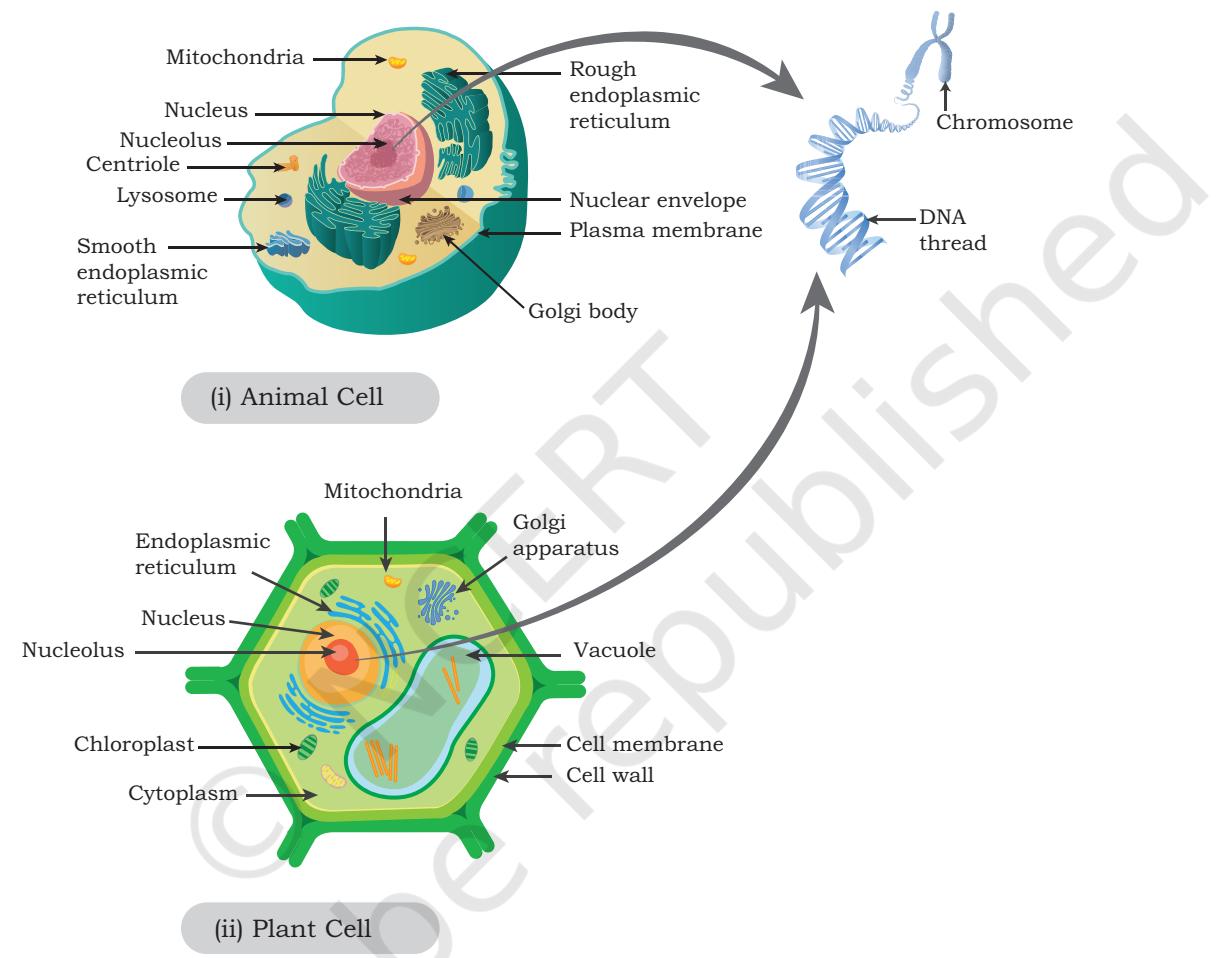 Mitochondria
Nucleus
Nucleolus
Centriole
Lysosome
Smooth
endoplasmic
reticulum
Rough
endoplasmic
reticulum
Nuclear envelope
Plasma membrane
Golgi body
Chromosome
DNA
thread
(i) Animal Cell
Mitochondria
Golgi
apparatus
Endoplasmic
reticulum
Nucleus
Nucleolus
Vacuole
Chloroplast
Cell membrane
Cell wall
Cytoplasm
(ii) Plant Cell
© NCERT
be republished